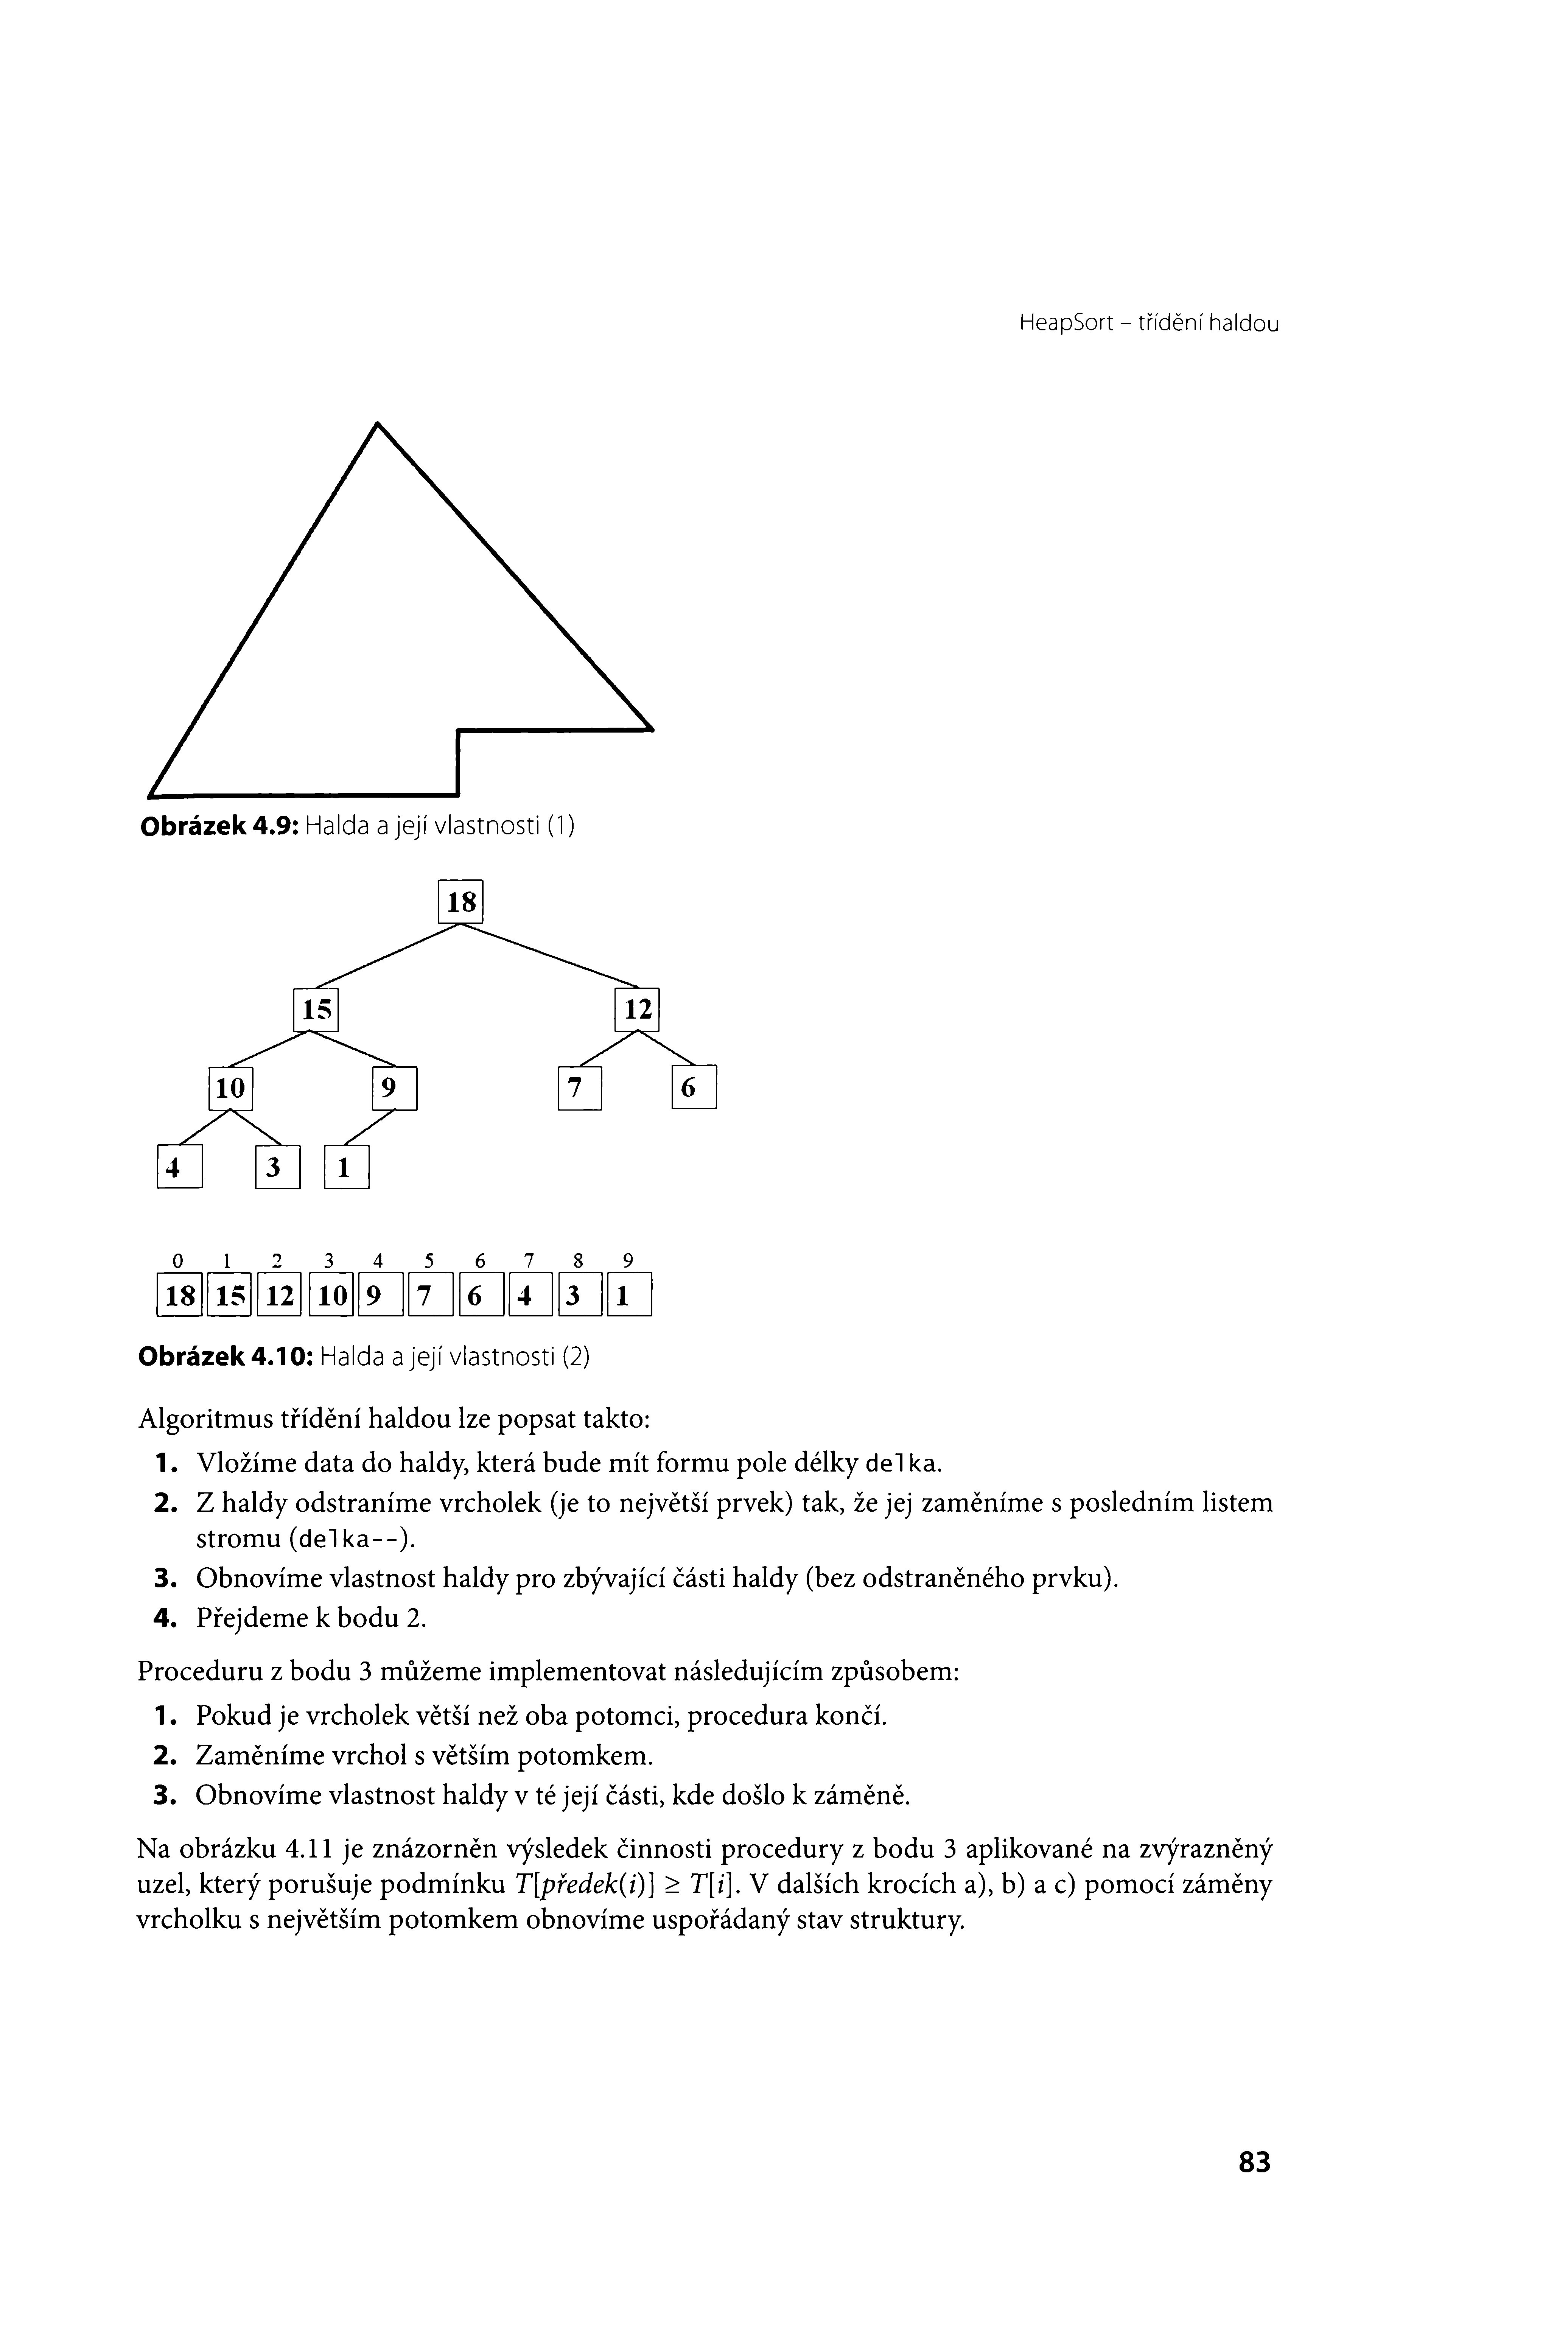 HeapSort – třídění haldou
Obrázek 4.9: Halda a její vlastnosti (1)
18
15 12
10 9 7 6
4 3 1
0 1 2 3 4 5 6 7 8 9
18 15 12 10 9 7 6 4 3 1
Obrázek 4.10: Halda a její vlastnosti (2)
Algoritmus třídění haldou lze popsat takto:
1. Vložíme data do haldy, která bude mít formu pole délky delka.
2. Z haldy odstraníme vrcholek (je to největší prvek) tak, že jej zaměníme s posledním listem
stromu (delka--).
3. Obnovíme vlastnost haldy pro zbývající části haldy (bez odstraněného prvku).
4. Přejdeme k bodu 2.
Proceduru z bodu 3 můžeme implementovat následujícím způsobem:
1. Pokud je vrcholek větší než oba potomci, procedura končí.
2. Zaměníme vrchol s větším potomkem.
3. Obnovíme vlastnost haldy v té její části, kde došlo k záměně.
Na obrázku 4.11 je znázorněn výsledek činnosti procedury z bodu 3 aplikované na zvýrazněný
uzel, který porušuje podmínku T[předek(i)] ≥ T[i]. V dalších krocích a), b) a c) pomocí záměny
vrcholku s největším potomkem obnovíme uspořádaný stav struktury.
83